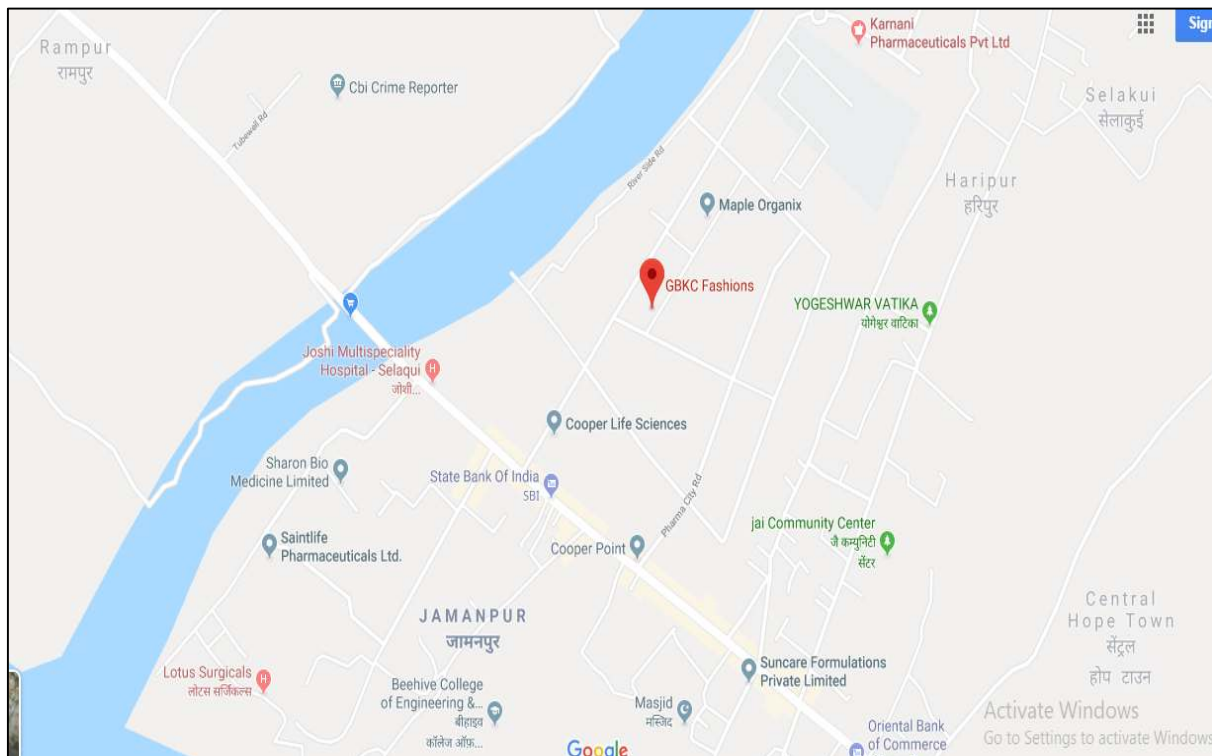 Karnani
Pharmaceuticals Pvt Ltd
Sign
Rampur
रामपुर
Cbi Crime Reporter
Selakui
सेलाकुई
Tubewell Rd
River Side Rd
Haripur
हरिपुर
Maple Organix
GBKC Fashions
YOGESHWAR VATIKA
योगेश्वर वाटिका
Joshi Multispeciality
Hospital - Selaqui
जोशी...
Cooper Life Sciences
Sharon Bio
Medicine Limited
State Bank Of India
SBI
Pharma City Rd
jai Community Center
जै कम्युनिटी
सेंटर
Saintlife
Pharmaceuticals Ltd.
Cooper Point
JAMANPUR
जामनपुर
Central
Hope Town
सेंट्रल
होप टाउन
Lotus Surgicals
लोटस सर्जिकल्स
Suncare Formulations
Private Limited
Beehive College
of Engineering &...
बीहाइव
कॉलेज ऑफ़...
Masjid
मस्जिद
Oriental Bank
of Commerce
Google
Activate Windows
Go to Settings to activate Windows